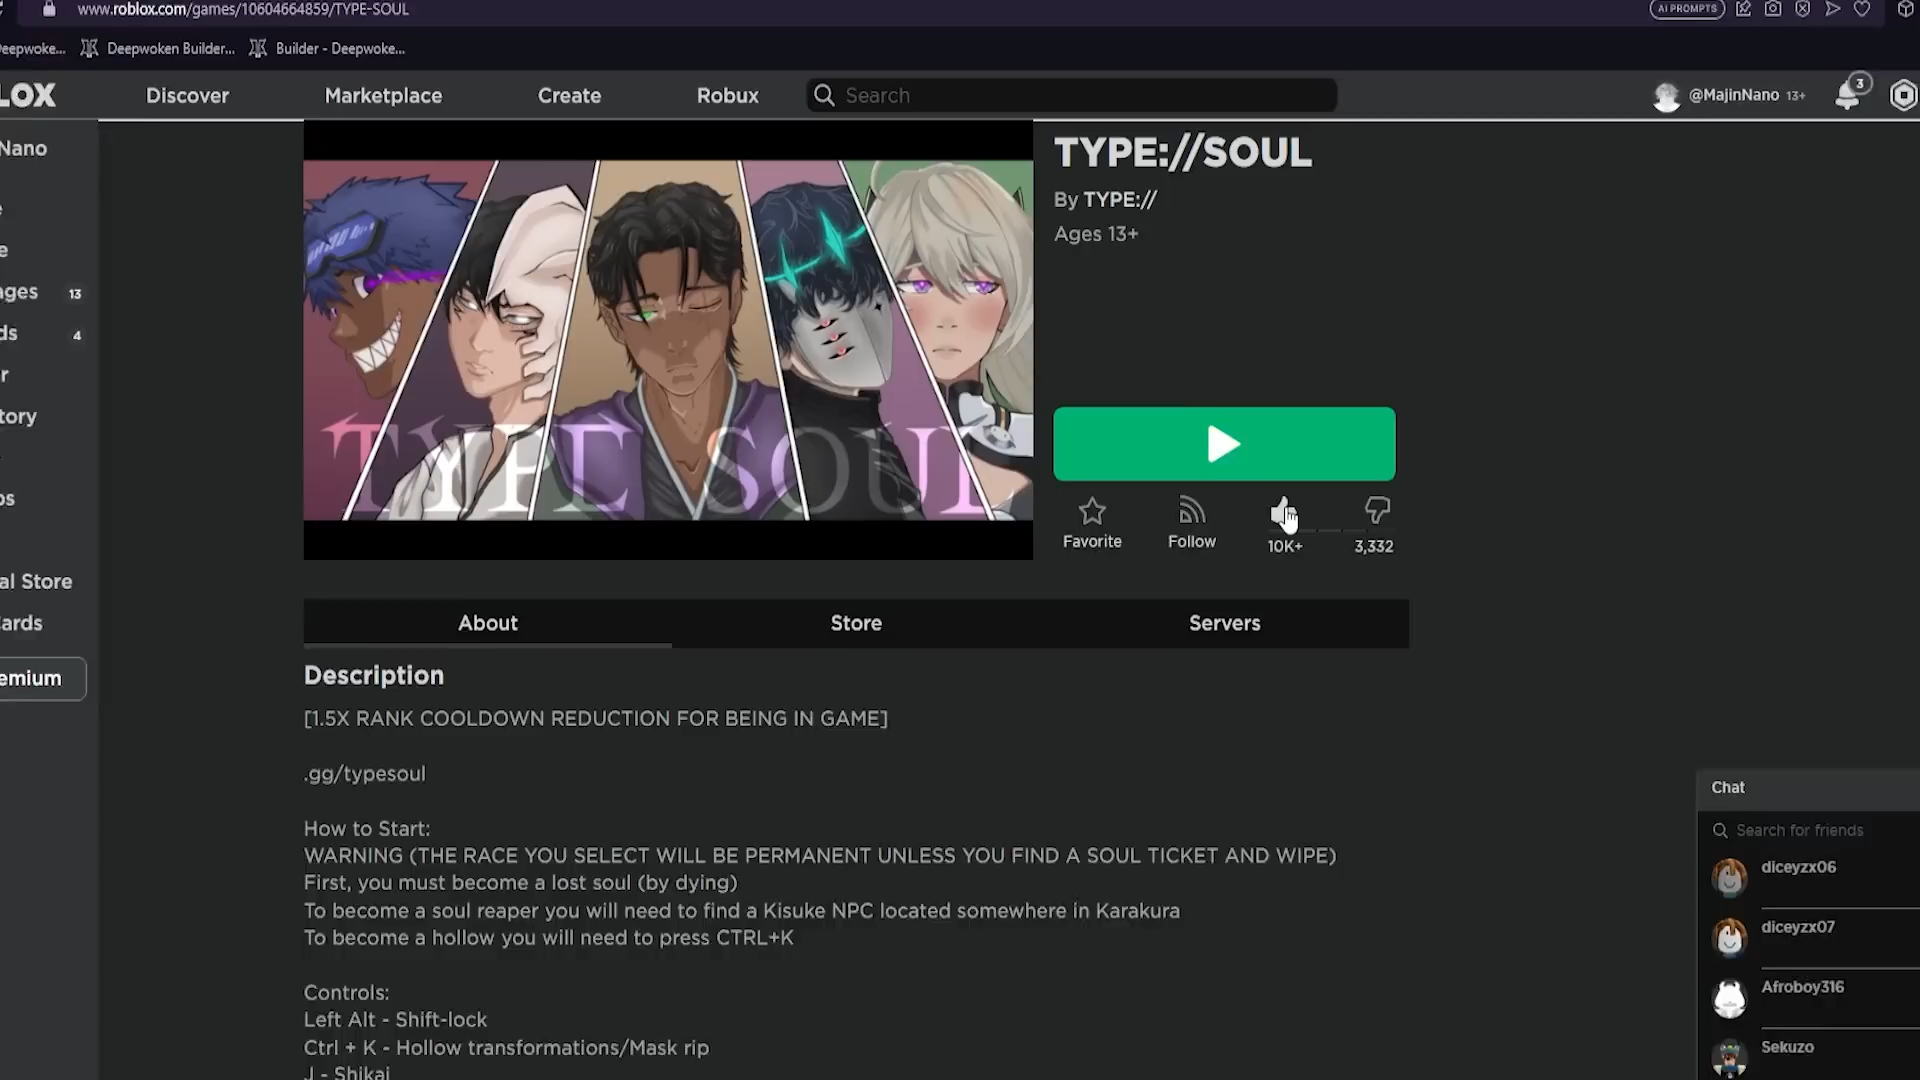 www.roblox.com/games/10604664859/TYPE-SOUL
AI PROMPTS
eepwoke...
Deepwoken Builder...
Builder - Deepwoke...
LOX
Discover
Marketplace
Create
Robux
Search
@MajinNano 13+
3
Nano
e
e
ages 13
ds 4
r
tory
os
al Store
ards
emium
TYPE SOUL
TYPE://SOUL
By TYPE://
Ages 13+
Favorite
Follow
10K+
3,332
About
Store
Servers
Description
[1.5X RANK COOLDOWN REDUCTION FOR BEING IN GAME]
.gg/typesoul
How to Start:
WARNING (THE RACE YOU SELECT WILL BE PERMANENT UNLESS YOU FIND A SOUL TICKET AND WIPE)
First, you must become a lost soul (by dying)
To become a soul reaper you will need to find a Kisuke NPC located somewhere in Karakura
To become a hollow you will need to press CTRL+K
Controls:
Left Alt - Shift-lock
Ctrl + K - Hollow transformations/Mask rip
J - Shikai
Chat
Search for friends
diceyzx06
diceyzx07
Afroboy316
Sekuzo